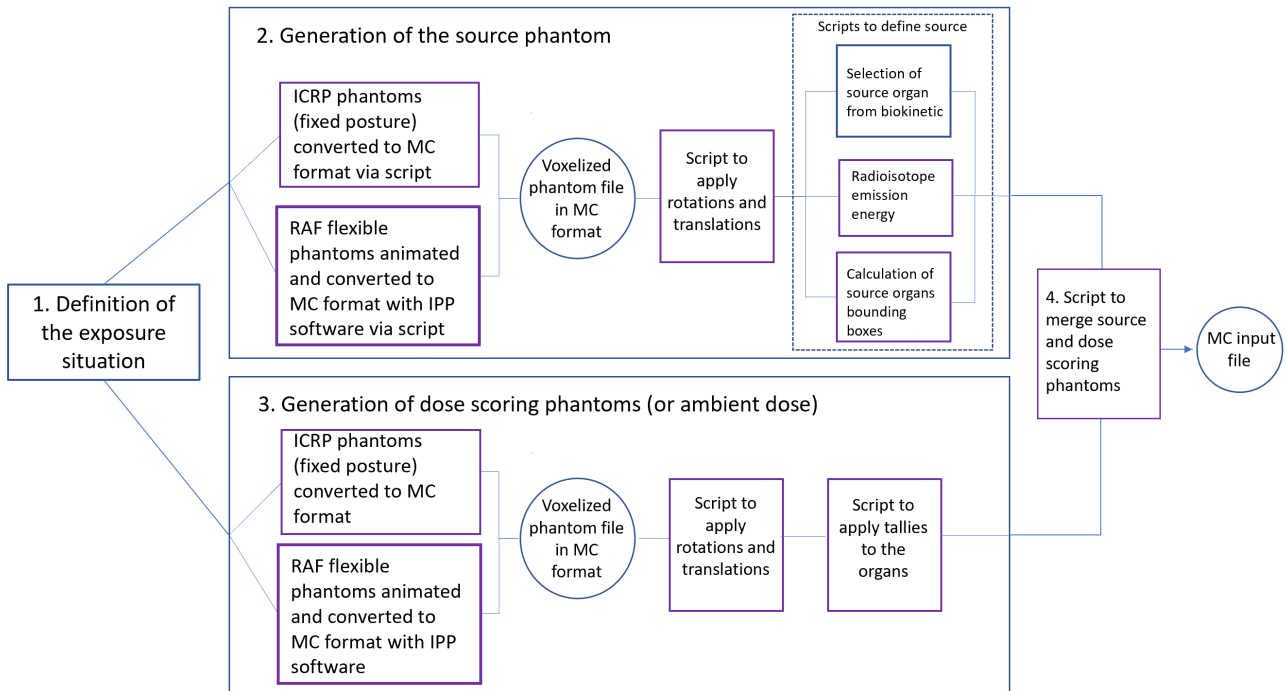 2. Generation of the source phantom
Scripts to define source
ICRP phantoms
(fixed posture)
converted to MC
format via script
RAF flexible
phantoms animated
and converted to
MC format with IPP
software via script
Voxelized
phantom file
in MC
format
Script to
apply
rotations and
translations
Selection of
source organ
from biokinetic
Radioisotope
emission
energy
Calculation of
source organs
bounding
boxes
1. Definition of
the exposure
situation
3. Generation of dose scoring phantoms (or ambient dose)
ICRP phantoms
(fixed posture)
converted to MC
format
RAF flexible
phantoms animated
and converted to
MC format with IPP
software
Voxelized
phantom file
in MC
format
Script to
apply
rotations and
translations
Script to
apply tallies
to the
organs
4. Script to
merge source
and dose
scoring
phantoms
MC input
file